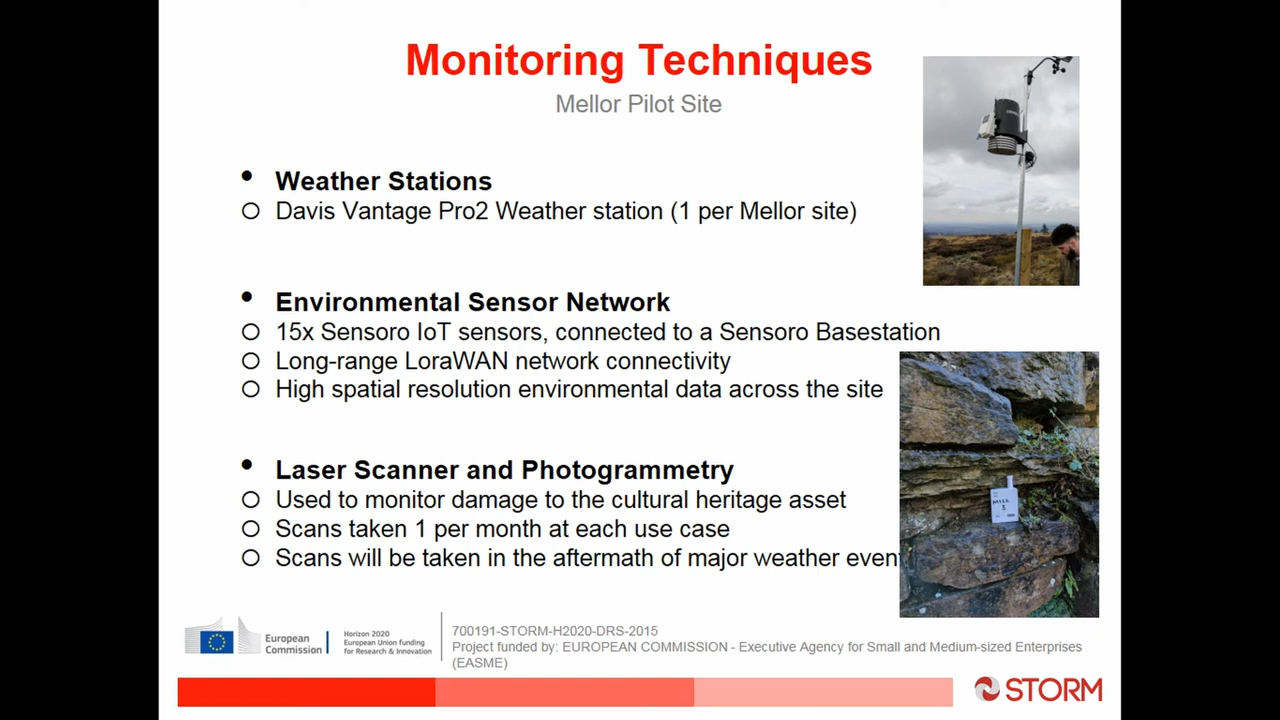 Monitoring Techniques
Mellor Pilot Site
Weather Stations
Davis Vantage Pro2 Weather station (1 per Mellor site)
Environmental Sensor Network
15x Sensoro IoT sensors, connected to a Sensoro Basestation
Long-range LoraWAN network connectivity
High spatial resolution environmental data across the site
Laser Scanner and Photogrammetry
Used to monitor damage to the cultural heritage asset
Scans taken 1 per month at each use case
Scans will be taken in the aftermath of major weather even
MILL
3
European
Commission
Horizon 2020
European Union funding
for Research & Innovation
700191-STORM-H2020-DRS-2015
Project funded by: EUROPEAN COMMISSION - Executive Agency for Small and Medium-sized Enterprises
(EASME)
STORM